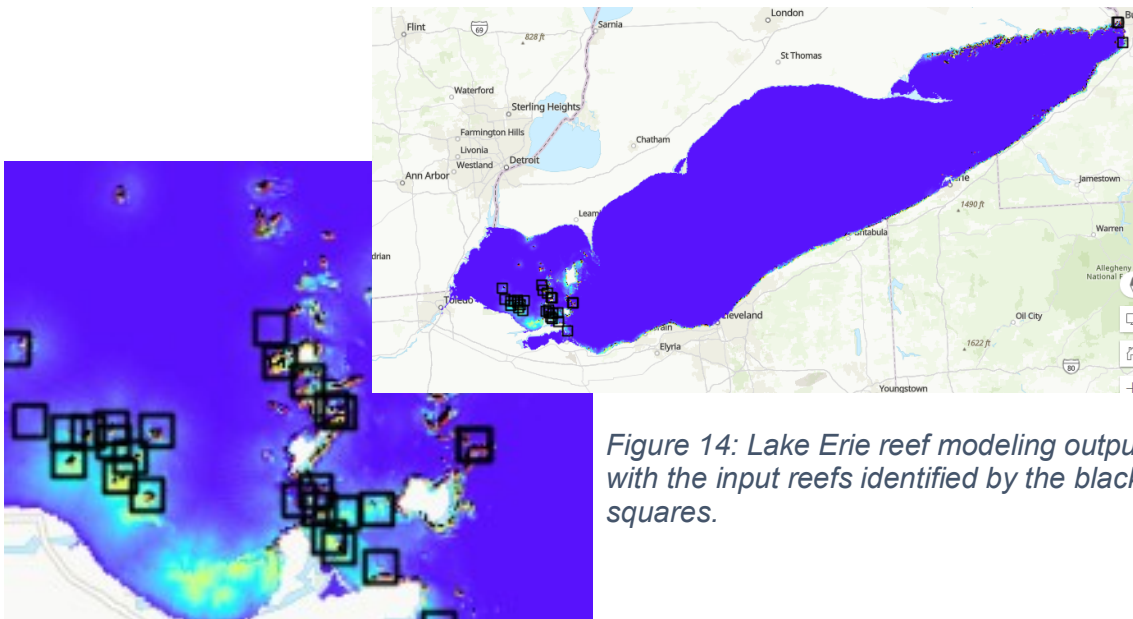 London
Flint
Sarnia
69
828 ft
St Thomas
Waterford
Sterling Heights
Farmington Hills
Chatham
Livonia
Westland
Detroit
Ann Arbor
Jamestown
1490 ft
Warren
Allegheny
Toledo
Oil City
Elyria
1622 ft
80
Youngstown
Figure 14: Lake Erie reef modeling outpu
with the input reefs identified by the black
squares.